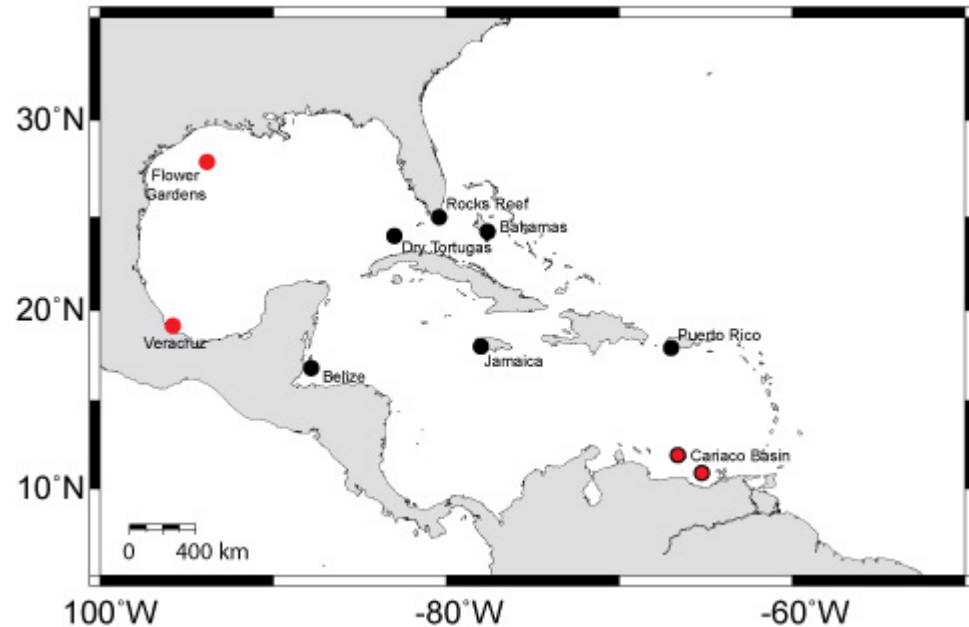 30°N
Flower
Gardens
Rocks Reef
Bahamas
Dry Tortugas
20°N
Veracruz
Puerto Rico
Jamaica
Belize
Cariaco Basin
10°N
0 400 km
100°W -80°W -60°W